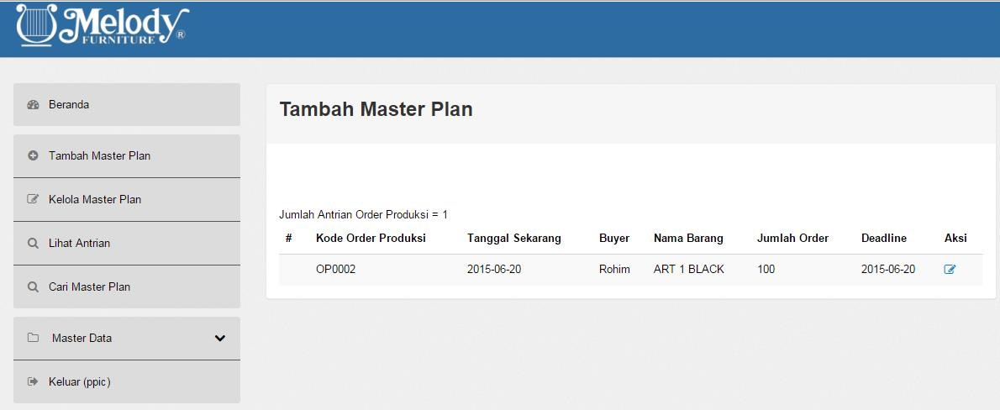 Melody
FURNITURE ®
Beranda
Tambah Master Plan
Kelola Master Plan
Lihat Antrian
Cari Master Plan
Master Data
Keluar (ppic)
Tambah Master Plan
Jumlah Antrian Order Produksi = 1
# Kode Order Produksi Tanggal Sekarang Buyer Nama Barang Jumlah Order Deadline Aksi
OP0002 2015-06-20 Rohim ART 1 BLACK 100 2015-06-20